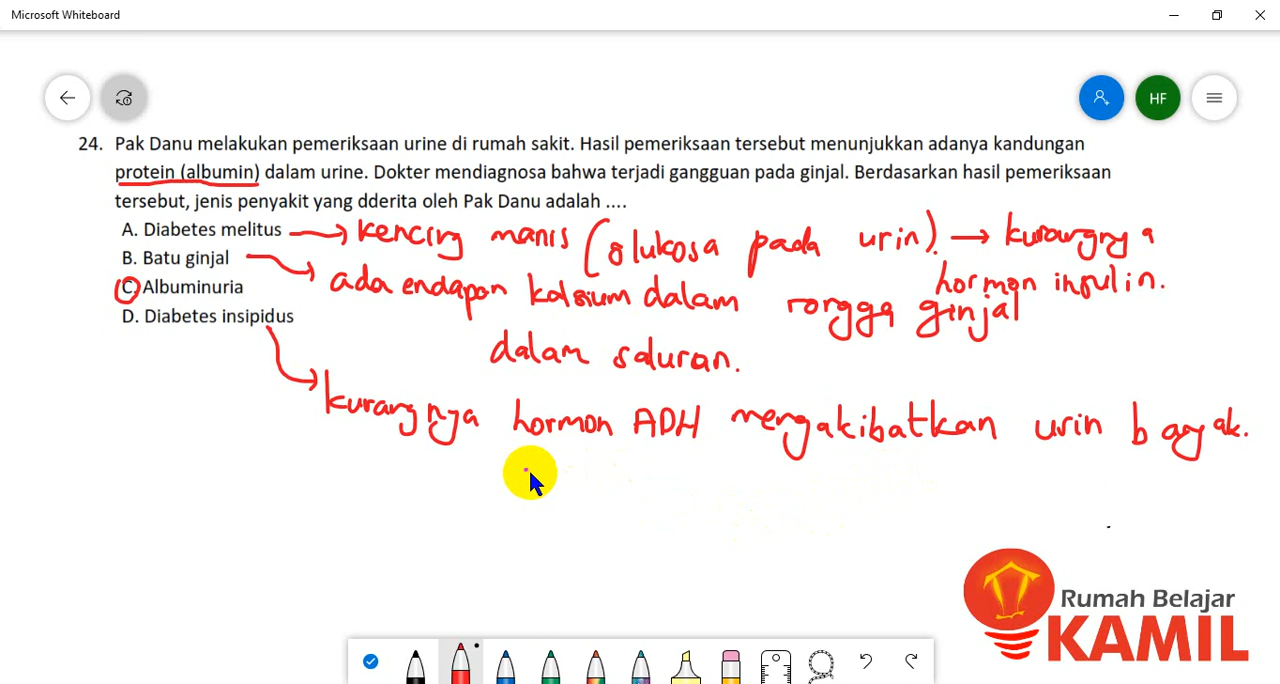 Microsoft Whiteboard
HF
24. Pak Danu melakukan pemeriksaan urine di rumah sakit. Hasil pemeriksaan tersebut menunjukkan adanya kandungan
protein (albumin) dalam urine. Dokter mendiagnosa bahwa terjadi gangguan pada ginjal. Berdasarkan hasil pemeriksaan
tersebut, jenis penyakit yang dderita oleh Pak Danu adalah ....
A. Diabetes melitus → kencing manis (glukosa pada urin). → kurangnya
hormon insulin.
B. Batu ginjal → ada endapan kalsium dalam rongga ginjal
dalam saluran.
C. Albuminuria
D. Diabetes insipidus → kurangnya hormon ADH mengakibatkan urin bayak.
Rumah Belajar
KAMIL